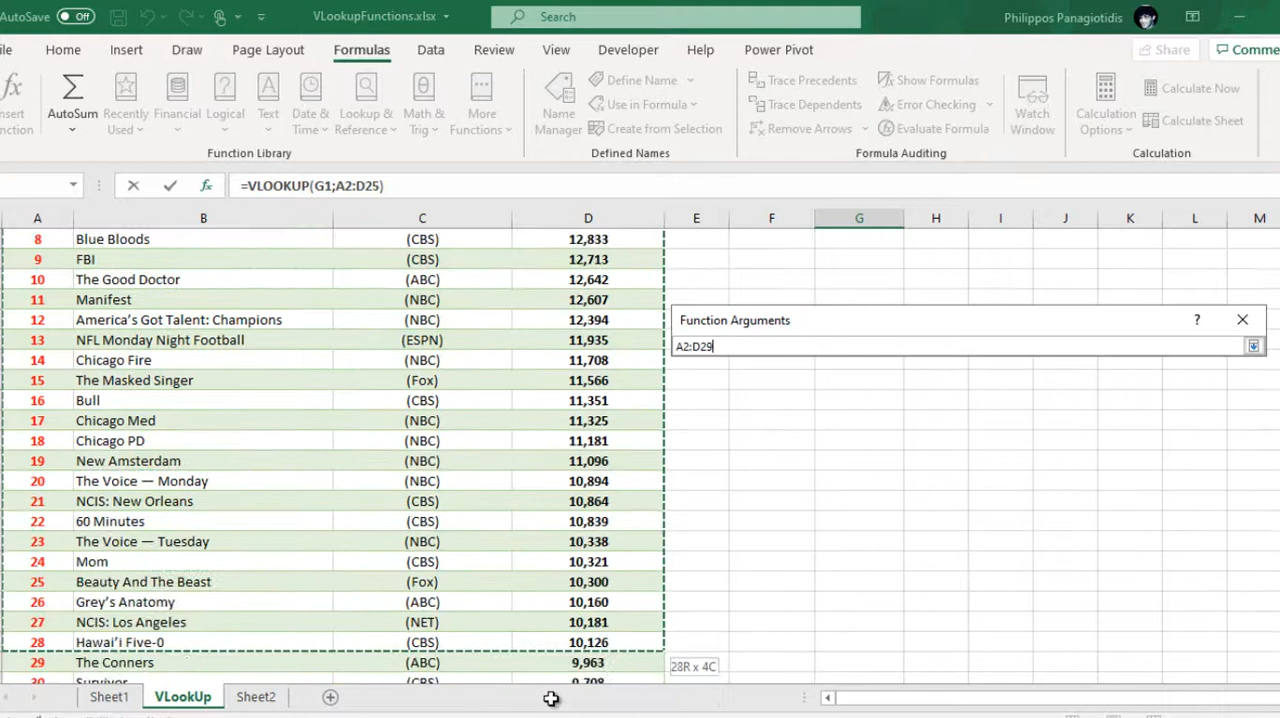 AutoSave Off VLookupFunctions.xlsx Search Philippos Panagiotidis
ile Home Insert Draw Page Layout Formulas Data Review View Developer Help Power Pivot Share Comme
nsert
nction
AutoSum
Recently
Used
Financial
Logical
Text
Date &
Time
Lookup &
Reference
Math &
Trig
More
Functions
Function Library
Name
Manager
Define Name
Use in Formula
Create from Selection
Defined Names
Trace Precedents
Trace Dependents
Remove Arrows
Show Formulas
Error Checking
Evaluate Formula
Formula Auditing
Watch
Window
Calculation
Options
Calculate Now
Calculate Sheet
Calculation
fx =VLOOKUP(G1;A2:D25)
A B C D E F G H I J K L M
8 Blue Bloods (CBS) 12,833
9 FBI (CBS) 12,713
10 The Good Doctor (ABC) 12,642
11 Manifest (NBC) 12,607
12 America’s Got Talent: Champions (NBC) 12,394
13 NFL Monday Night Football (ESPN) 11,935
14 Chicago Fire (NBC) 11,708
15 The Masked Singer (Fox) 11,566
16 Bull (CBS) 11,351
17 Chicago Med (NBC) 11,325
18 Chicago PD (NBC) 11,181
19 New Amsterdam (NBC) 11,096
20 The Voice — Monday (NBC) 10,894
21 NCIS: New Orleans (CBS) 10,864
22 60 Minutes (CBS) 10,839
23 The Voice — Tuesday (NBC) 10,338
24 Mom (CBS) 10,321
25 Beauty And The Beast (Fox) 10,300
26 Grey’s Anatomy (ABC) 10,160
27 NCIS: Los Angeles (NET) 10,181
28 Hawai’i Five-0 (CBS) 10,126
29 The Conners (ABC) 9,963
30 Survivor (CBS) 9,708
Function Arguments ?
A2:D29
28R x 4C
Sheet1 VLookUp Sheet2